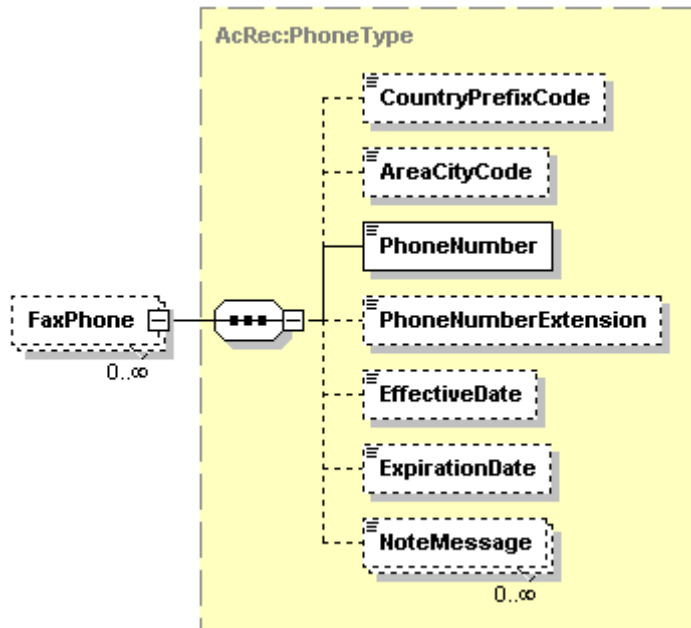 AcRec:PhoneType
CountryPrefixCode
AreaCityCode
PhoneNumber
FaxPhone
0..∞
PhoneNumberExtension
EffectiveDate
ExpirationDate
NoteMessage
0..∞